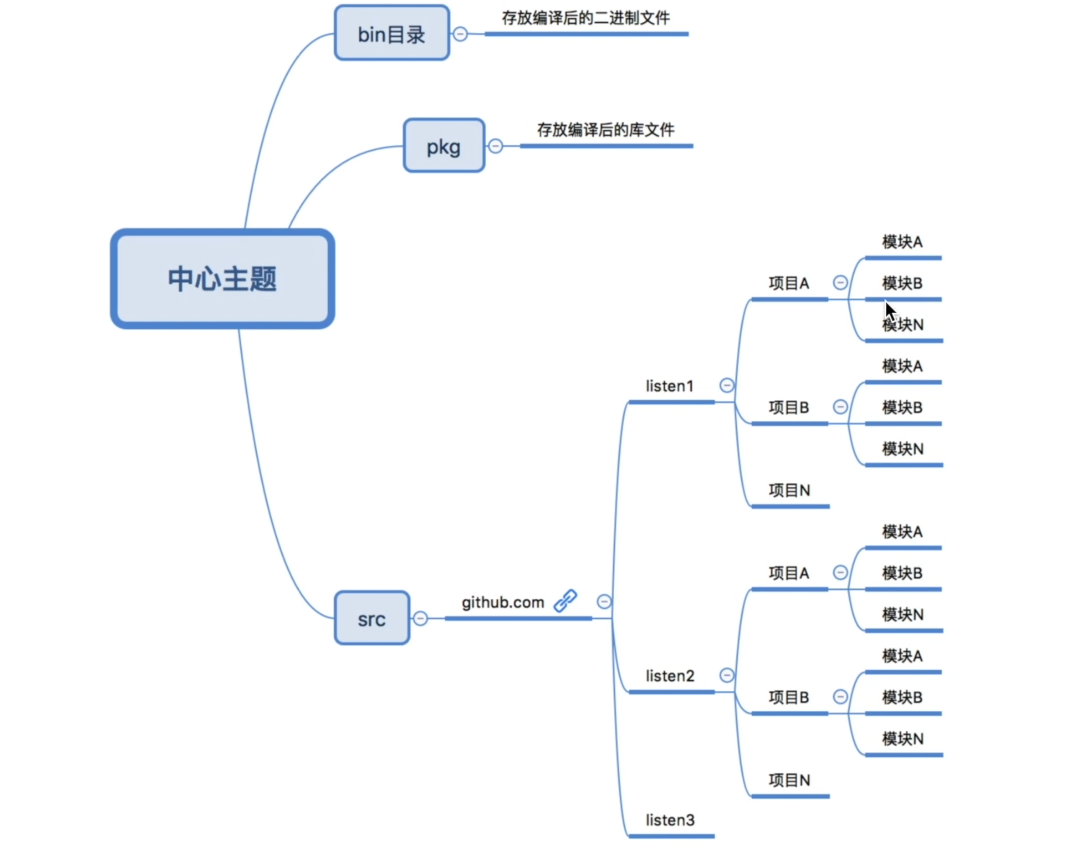 bin目录
存放编译后的二进制文件
pkg
存放编译后的库文件
中心主题
src
github.com
listen1
项目A
模块A
模块B
模块N
项目B
模块A
模块B
模块N
项目N
listen2
项目A
模块A
模块B
模块N
项目B
模块A
模块B
模块N
项目N
listen3